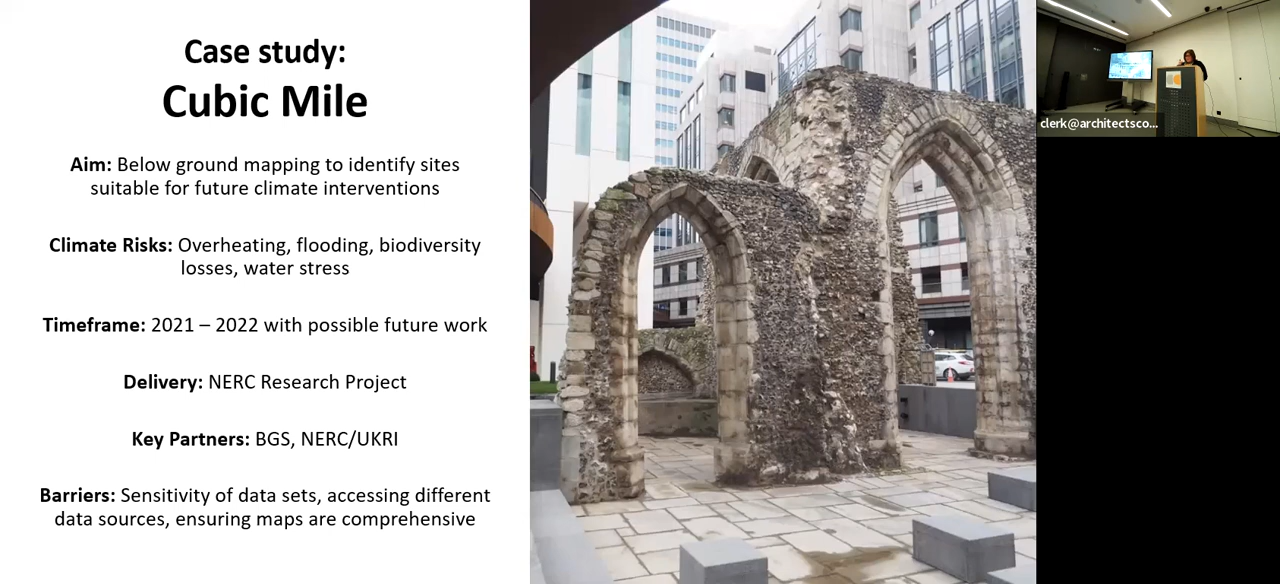 Case study:
Cubic Mile
Aim: Below ground mapping to identify sites
suitable for future climate interventions
Climate Risks: Overheating, flooding, biodiversity
losses, water stress
Timeframe: 2021 – 2022 with possible future work
Delivery: NERC Research Project
Key Partners: BGS, NERC/UKRI
Barriers: Sensitivity of data sets, accessing different
data sources, ensuring maps are comprehensive
clerk@architectsco...